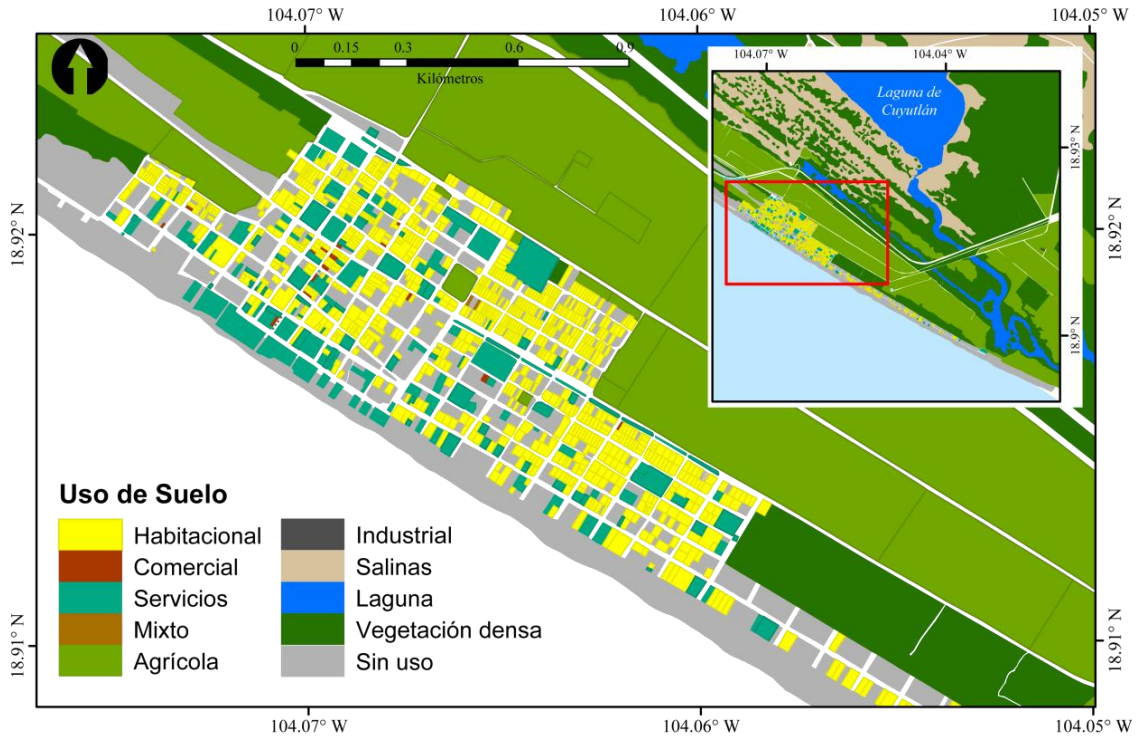 104.07° W
104.06° W
104.05° W
0
0.15
0.3
0.6
0.9
Kilómetros
104.07° W
104.04° W
Laguna de
Cuyutlán
18.93° N
18.9° N
18.92° N
18.92° N
18.91° N
18.91° N
Uso de Suelo
Habitacional
Comercial
Servicios
Mixto
Agrícola
Industrial
Salinas
Laguna
Vegetación densa
Sin uso
104.07° W
104.06° W
104.05° W